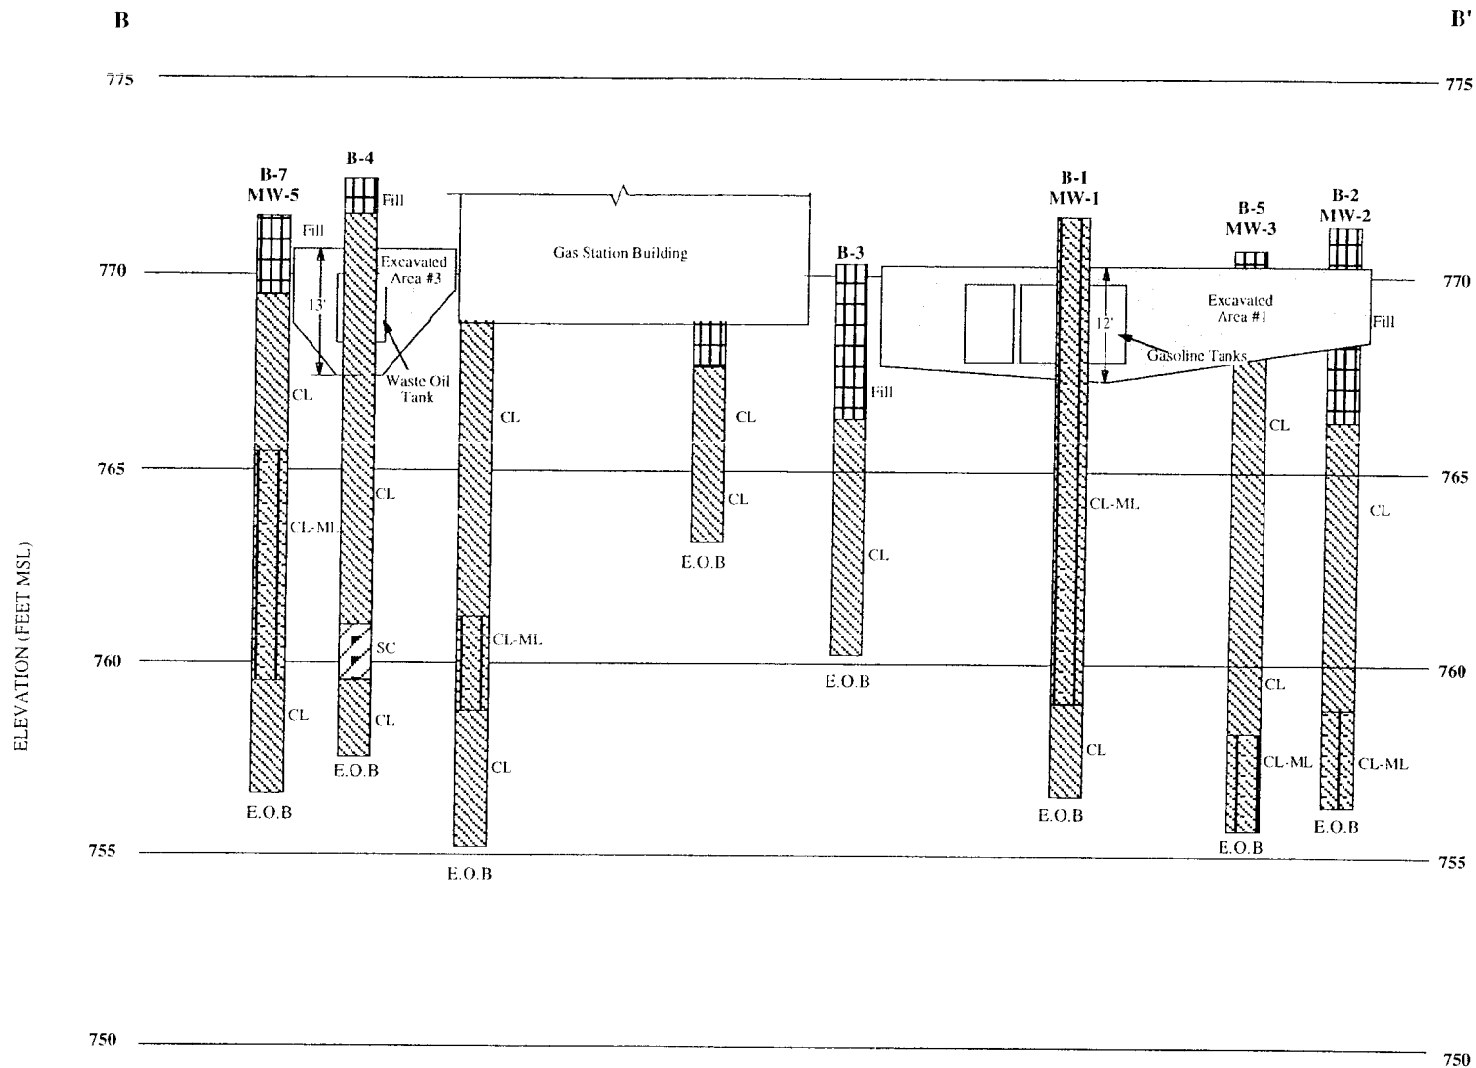 B
B'
775
775
B-4
B-7
MW-5
Fill
Fill
B-1
MW-1
B-5
MW-3
B-2
MW-2
Gas Station Building
B-3
770
770
Excavated
Area #3
13'
Excavated
Area #1
12'
Fill
Gasoline Tanks
Waste Oil
Tank
CL
Fill
CL
CL
CL
765
765
CL
CL
CL-ML
CL
CL-ML
E.O.B
CL
ELEVATION (FEET MSL)
SC
CL-ML
760
760
E.O.B
CL
CL
CL
CL
CL
CL-ML
CL-ML
E.O.B
E.O.B
E.O.B
E.O.B
E.O.B
755
755
E.O.B
750
750